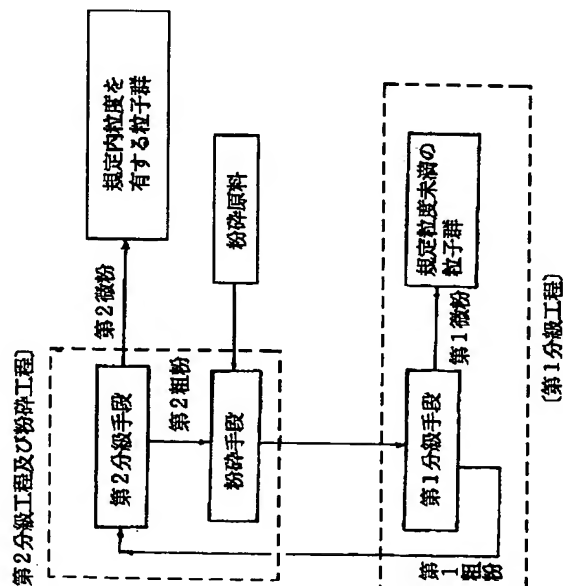 第2分級工程及び粉砕工程〕
第2分級手段
第2微粉
規定内粒度を
有する粒子群
第2粗粉
粉砕手段
粉砕原料
第1分級手段
第1微粉
規定粒度未満の
粒子群
第1
粗
粉
〔第1分級工程〕